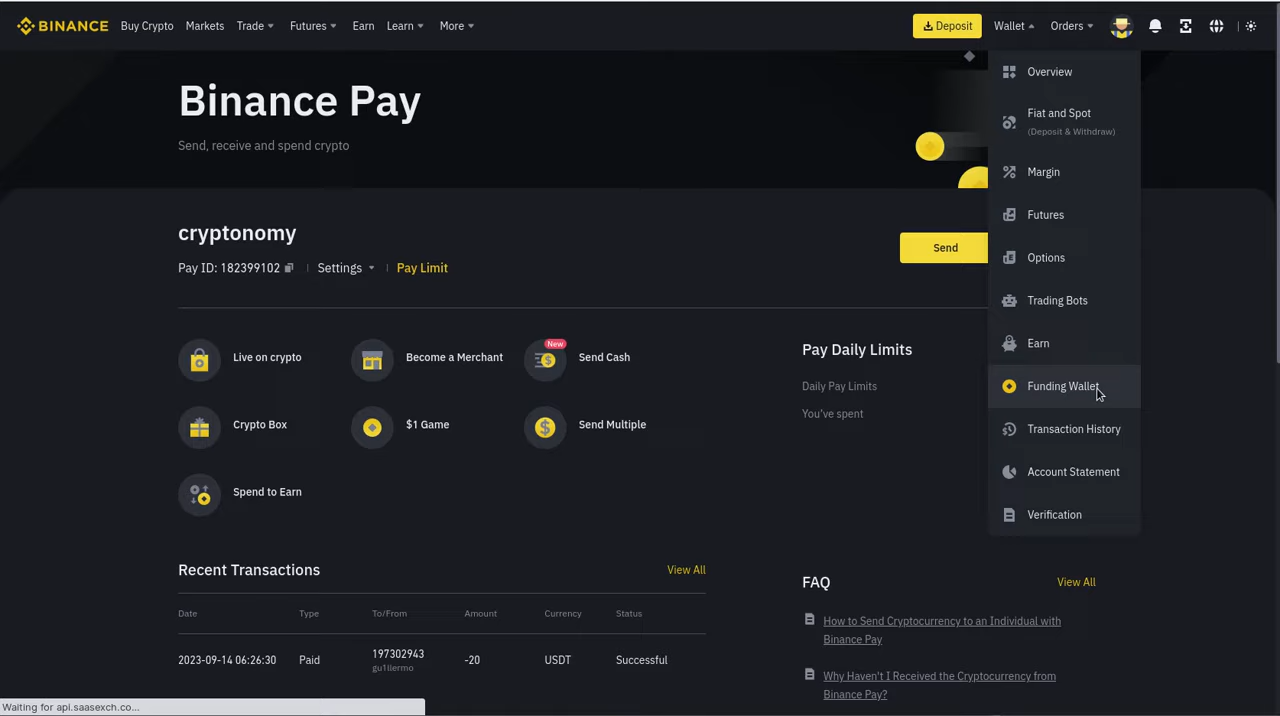 BINANCE Buy Crypto Markets Trade Futures Earn Learn More Deposit Wallet Orders
Binance Pay
Send, receive and spend crypto
cryptonomy
Pay ID: 182399102 Settings Pay Limit
Send
Live on crypto
Become a Merchant
New
Send Cash
Crypto Box
$1 Game
Send Multiple
Spend to Earn
Pay Daily Limits
Daily Pay Limits
You've spent
Overview
Fiat and Spot
(Deposit & Withdraw)
Margin
Futures
Options
Trading Bots
Earn
Funding Wallet
Transaction History
Account Statement
Verification
Recent Transactions View All
Date Type To/From Amount Currency Status
2023-09-14 06:26:30 Paid 197302943 -20 USDT Successful
gu1llermo
FAQ View All
How to Send Cryptocurrency to an Individual with
Binance Pay
Why Haven't I Received the Cryptocurrency from
Binance Pay?
Waiting for api.saasexch.co...